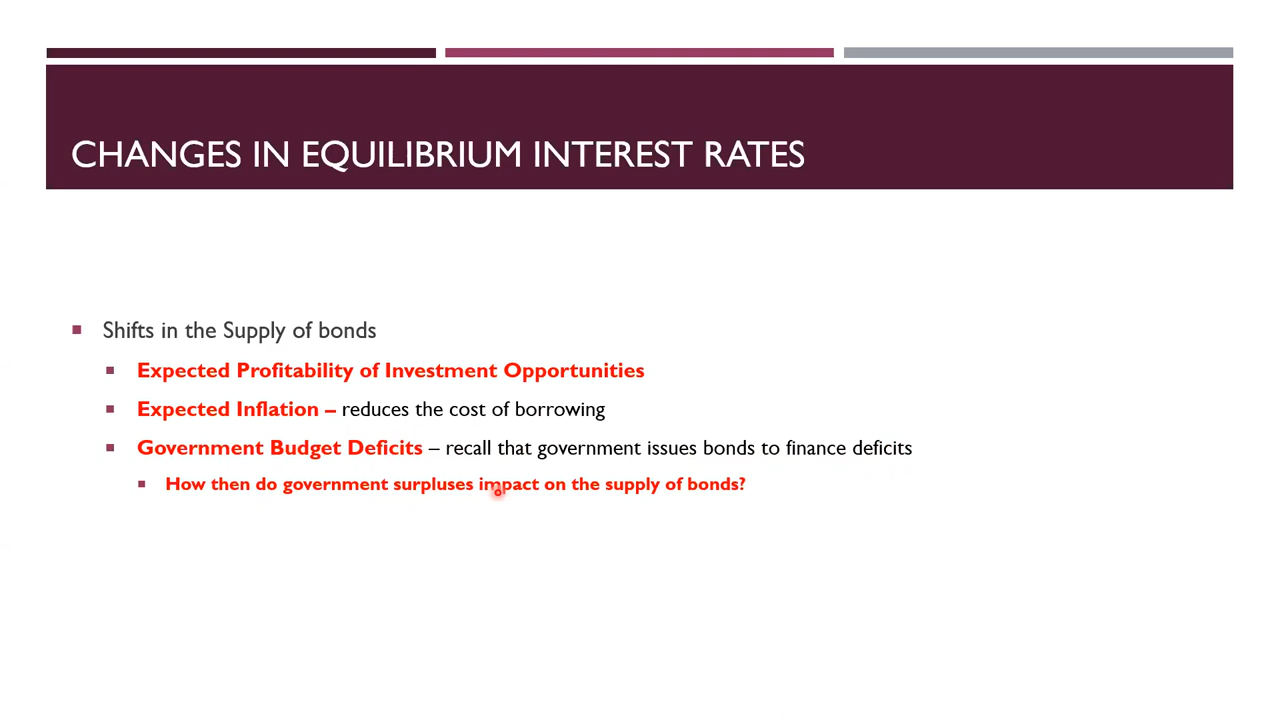 CHANGES IN EQUILIBRIUM INTEREST RATES
Shifts in the Supply of bonds
Expected Profitability of Investment Opportunities
Expected Inflation – reduces the cost of borrowing
Government Budget Deficits – recall that government issues bonds to finance deficits
How then do government surpluses impact on the supply of bonds?